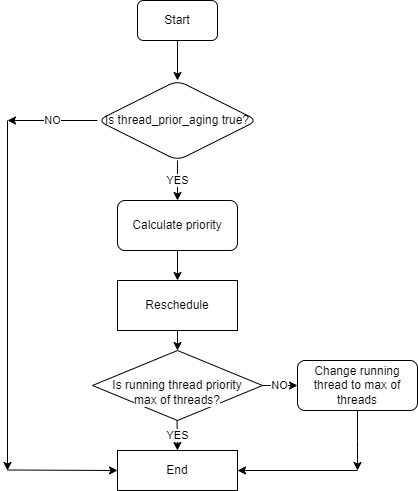 Start
Is thread_prior_aging true?
NO
YES
Calculate priority
Reschedule
Is running thread priority
max of threads?
NO
Change running
thread to max of
threads
YES
End